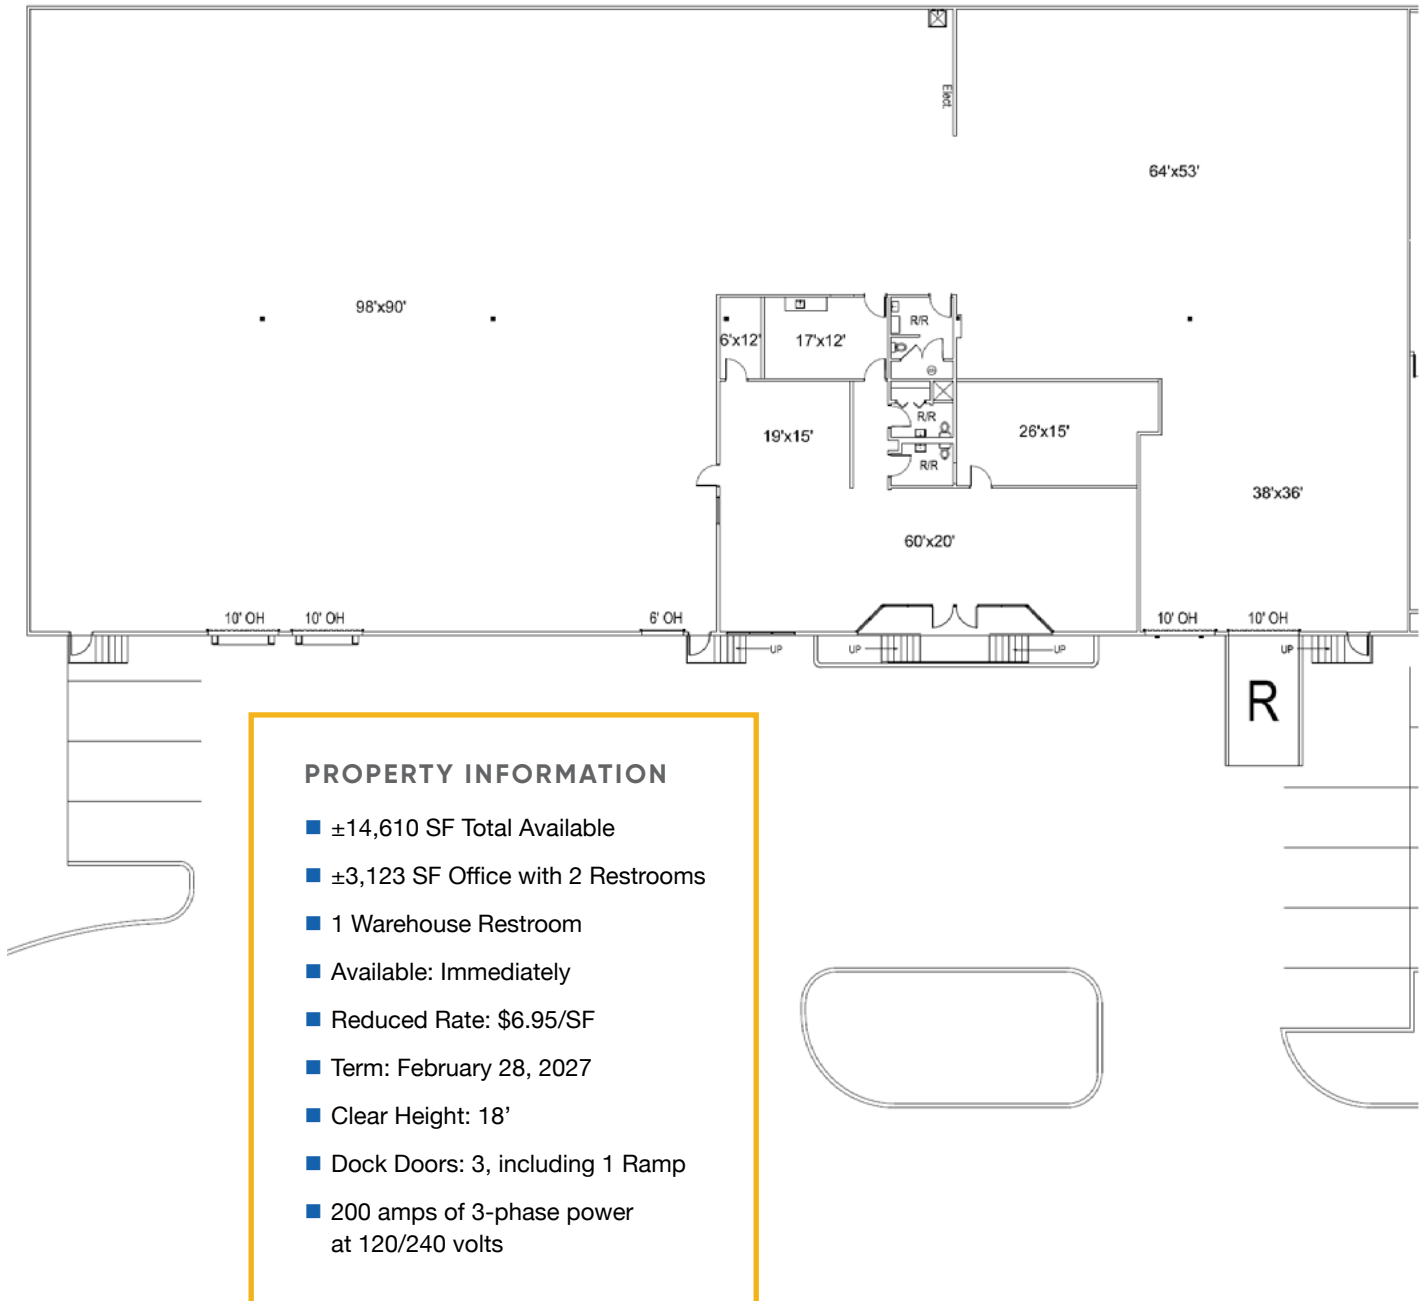 Elect.
64'x53'
98'x90'
6'x12'
17'x12'
R/R
19'x15'
R/R
26'x15'
R/R
38'x36'
60'x20'
10' OH
10' OH
6' OH
10' OH
10' OH
UP
UP
UP
UP
R
PROPERTY INFORMATION
±14,610 SF Total Available
±3,123 SF Office with 2 Restrooms
1 Warehouse Restroom
Available: Immediately
Reduced Rate: $6.95/SF
Term: February 28, 2027
Clear Height: 18’
Dock Doors: 3, including 1 Ramp
200 amps of 3-phase power
at 120/240 volts